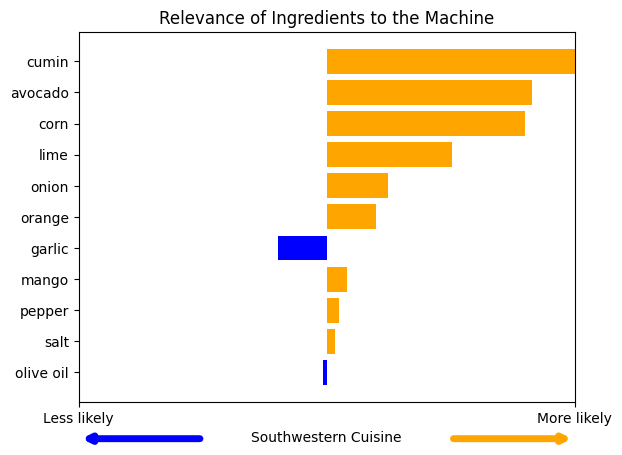 Relevance of Ingredients to the Machine
cumin
avocado
corn
lime
onion
orange
garlic
mango
pepper
salt
olive oil
Less likely
More likely
Southwestern Cuisine